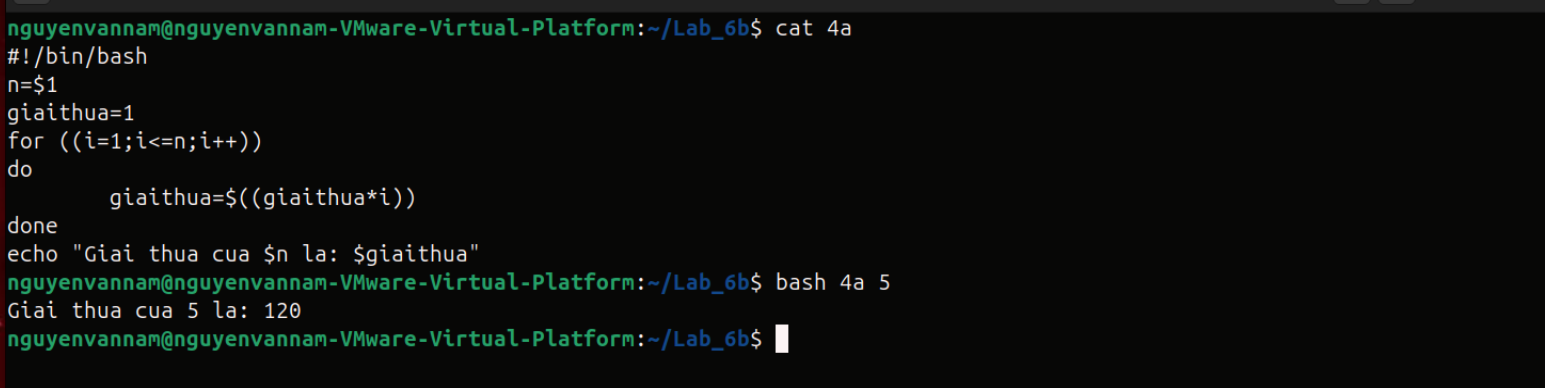 nguyenvannam@nguyenvannam-VMware-Virtual-Platform:~/Lab_6b$ cat 4a
#!/bin/bash
n=$1
giaithua=1
for ((i=1;i<=n;i++))
do
        giaithua=$((giaithua*i))
done
echo "Giai thua cua $n la: $giaithua"
nguyenvannam@nguyenvannam-VMware-Virtual-Platform:~/Lab_6b$ bash 4a 5
Giai thua cua 5 la: 120
nguyenvannam@nguyenvannam-VMware-Virtual-Platform:~/Lab_6b$